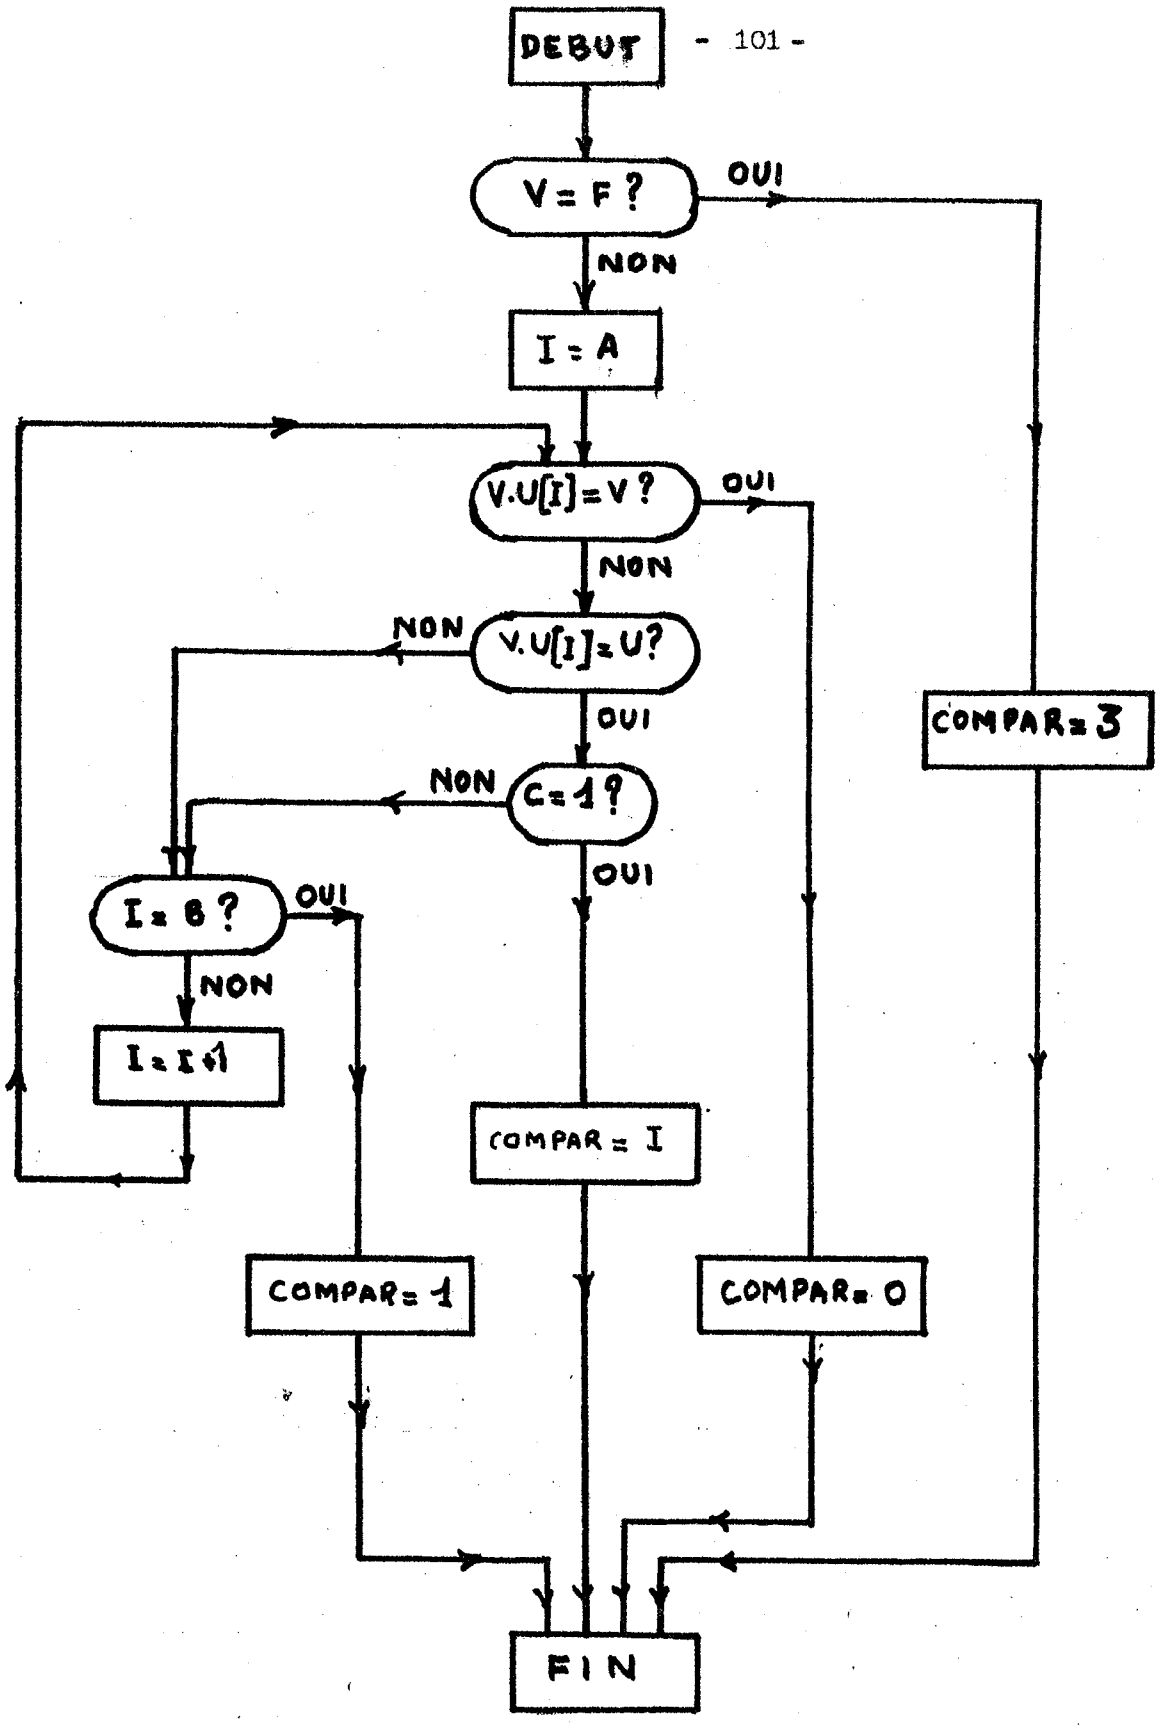 DEBUT
- 101 -
V = F ?
OUI
NON
I = A
V.U[I] = V ?
OUI
NON
V.U[I] = U ?
NON
OUI
COMPAR = 3
C = 1 ?
NON
OUI
I = B ?
OUI
NON
I = I + 1
COMPAR = I
COMPAR = 1
COMPAR = 0
FIN